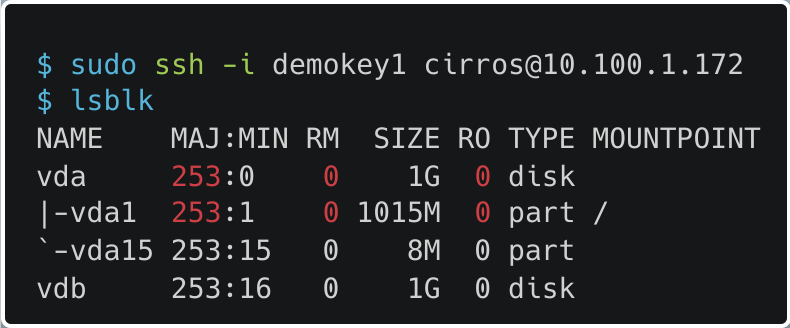 $ sudo ssh -i demokey1 cirros@10.100.1.172
$ lsblk
NAME    MAJ:MIN RM  SIZE RO TYPE MOUNTPOINT
vda     253:0    0    1G  0 disk
|-vda1  253:1    0 1015M  0 part /
`-vda15 253:15   0    8M  0 part
vdb     253:16   0    1G  0 disk